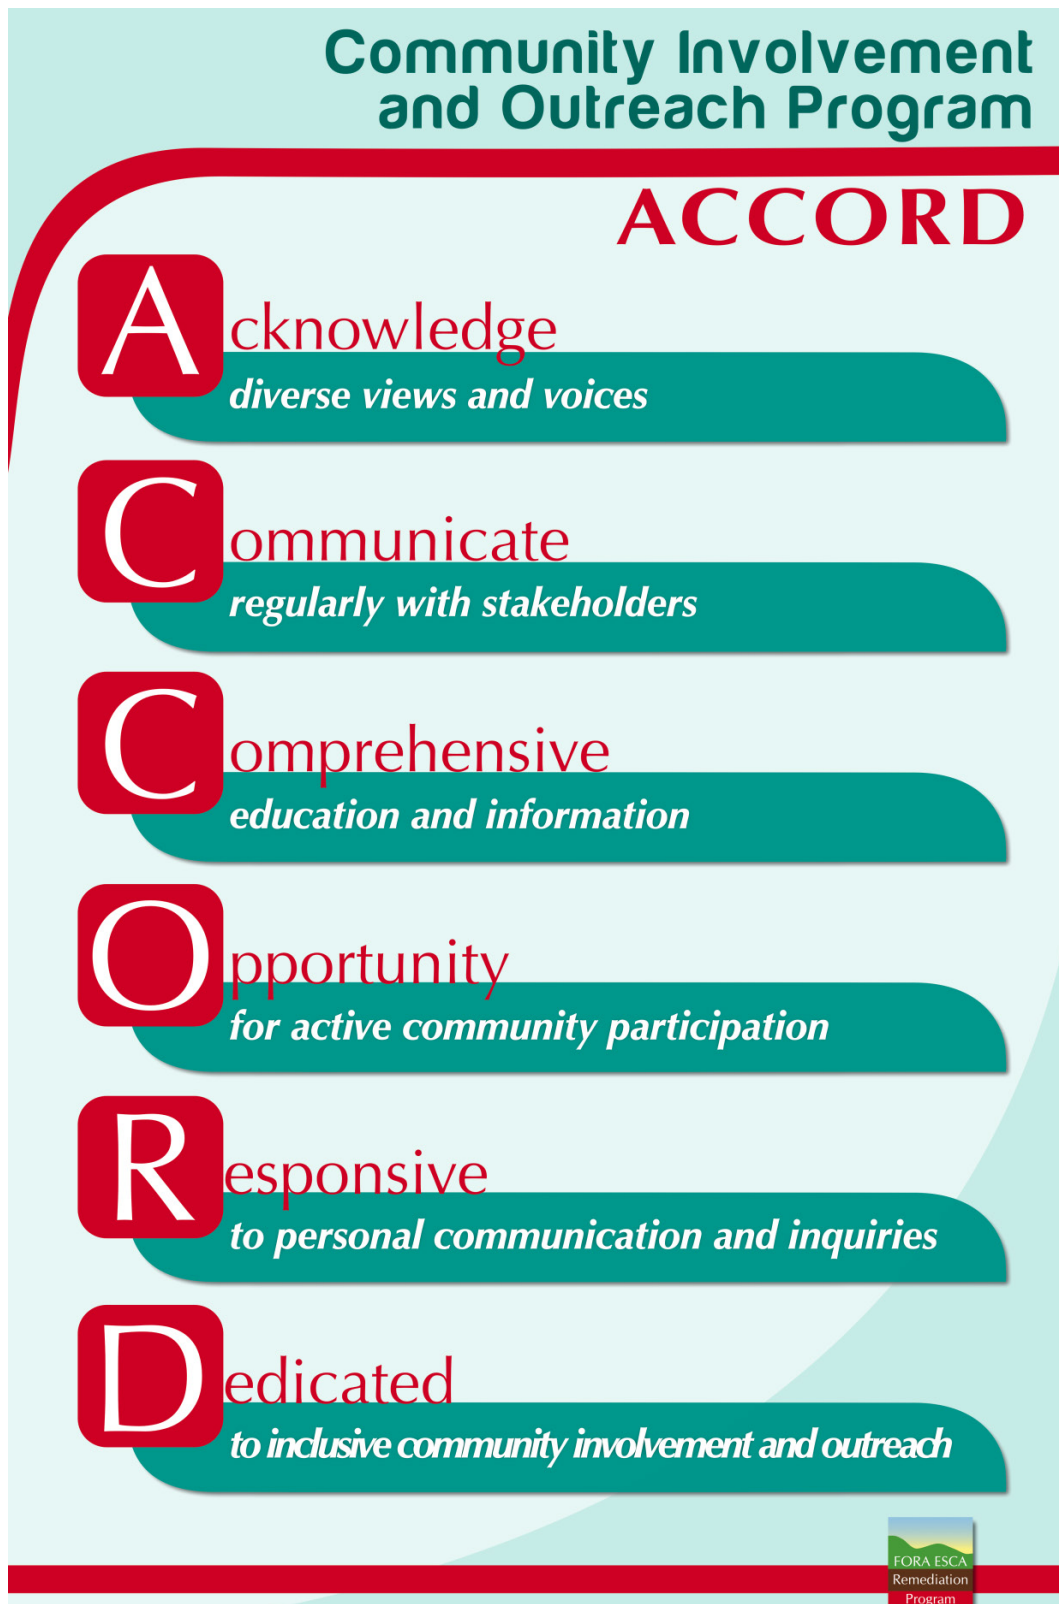 Community Involvement
and Outreach Program
ACCORD
Acknowledge
diverse views and voices
Communicate
regularly with stakeholders
Comprehensive
education and information
Opportunity
for active community participation
Responsive
to personal communication and inquiries
Dedicated
to inclusive community involvement and outreach
FORA ESCA
Remediation
Program